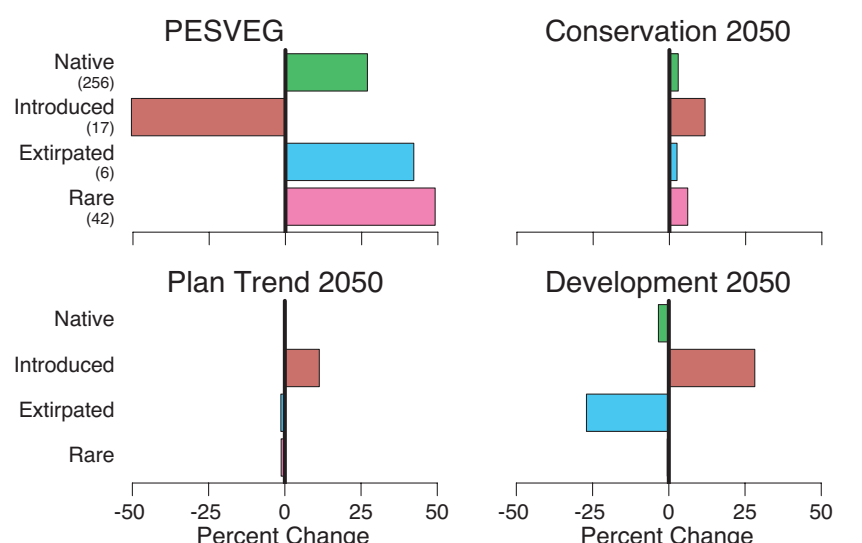 PESVEG
Conservation 2050
Native
(256)
Introduced
(17)
Extirpated
(6)
Rare
(42)
Plan Trend 2050
Development 2050
Native
Introduced
Extirpated
Rare
-50 -25 0 25 50
-50 -25 0 25 50
Percent Change
Percent Change